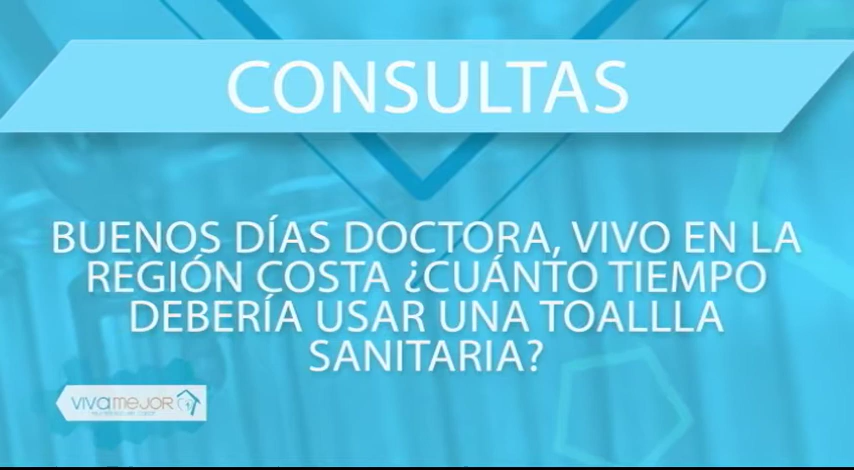 CONSULTAS
BUENOS DÍAS DOCTORA, VIVO EN LA
REGIÓN COSTA ¿CUÁNTO TIEMPO
DEBERÍA USAR UNA TOALLLA
SANITARIA?
VIVAMEJOR